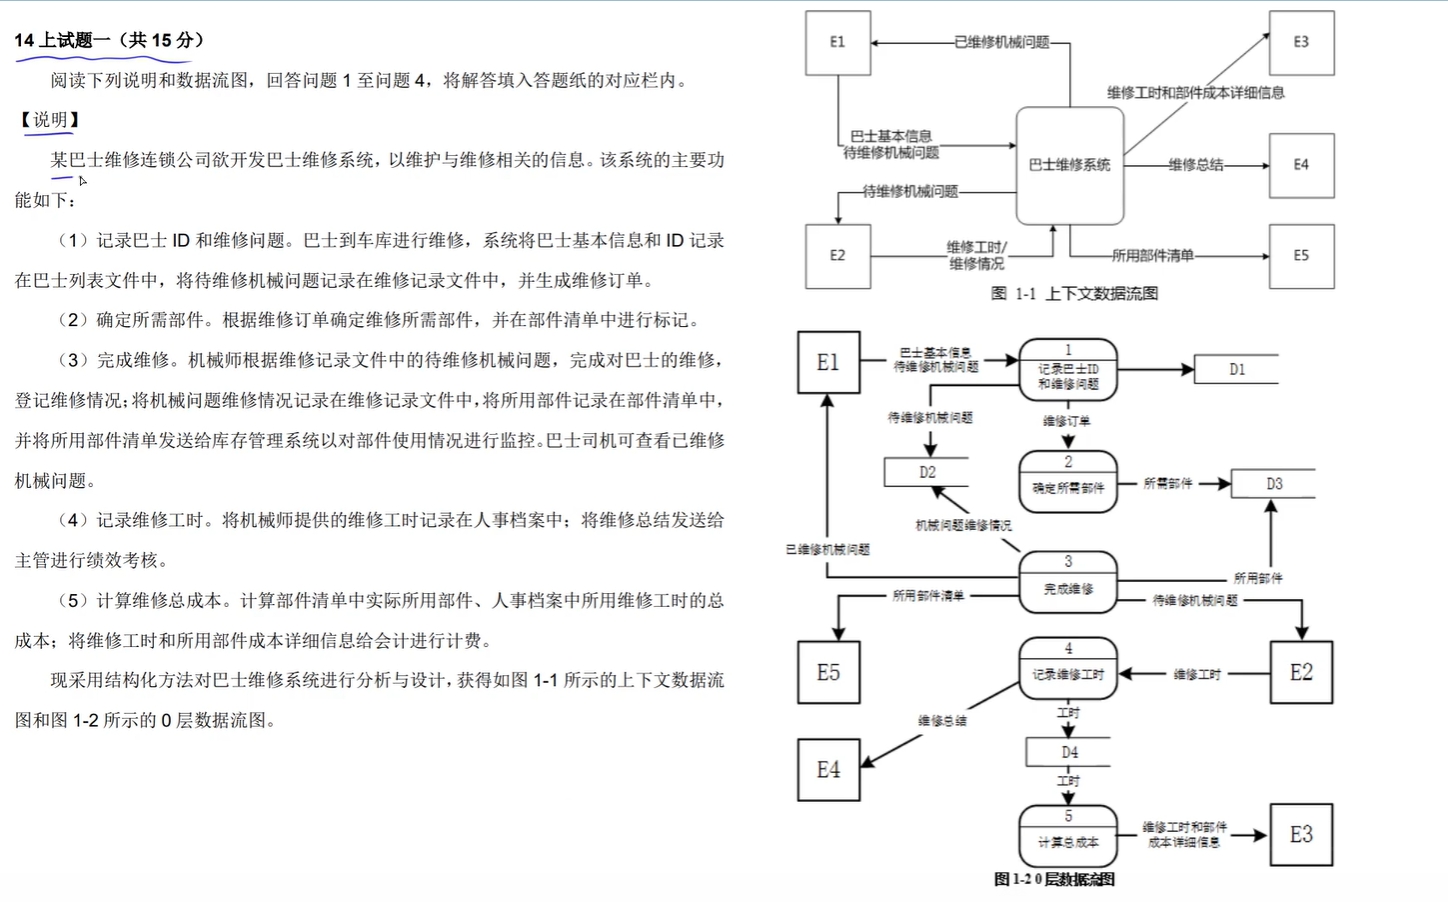 14 上试题一（共 15 分）
阅读下列说明和数据流图，回答问题 1 至问题 4，将解答填入答题纸的对应栏内。
【说明】
某巴士维修连锁公司欲开发巴士维修系统，以维护与维修相关的信息。该系统的主要功
能如下：
（1）记录巴士 ID 和维修问题。巴士到车库进行维修，系统将巴士基本信息和 ID 记录
在巴士列表文件中，将待维修机械问题记录在维修记录文件中，并生成维修订单。
（2）确定所需部件。根据维修订单确定维修所需部件，并在部件清单中进行标记。
（3）完成维修。机械师根据维修记录文件中的待维修机械问题，完成对巴士的维修，
登记维修情况；将机械问题维修情况记录在维修记录文件中，将所用部件记录在部件清单中，
并将所用部件清单发送给库存管理系统以对部件使用情况进行监控。巴士司机可查看已维修
机械问题。
（4）记录维修工时。将机械师提供的维修工时记录在人事档案中；将维修总结发送给
主管进行绩效考核。
（5）计算维修总成本。计算部件清单中实际所用部件、人事档案中所用维修工时的总
成本；将维修工时和所用部件成本详细信息给会计进行计费。
现采用结构化方法对巴士维修系统进行分析与设计，获得如图 1-1 所示的上下文数据流
图和图 1-2 所示的 0 层数据流图。
E1
已维修机械问题
E3
维修工时和部件成本详细信息
巴士基本信息
待维修机械问题
巴士维修系统
维修总结
E4
待维修机械问题
E2
维修工时/
维修情况
所用部件清单
E5
图 1-1 上下文数据流图
E1
巴士基本信息
待维修机械问题
1
记录巴士ID
和维修问题
D1
待维修机械问题
维修订单
D2
2
确定所需部件
所需部件
D3
机械问题维修情况
已维修机械问题
3
完成维修
所用部件
所用部件清单
待维修机械问题
E5
4
记录维修工时
维修工时
E2
工时
维修总结
D4
E4
工时
5
计算总成本
维修工时和部件
成本详细信息
E3
图1-2 0层数据流图